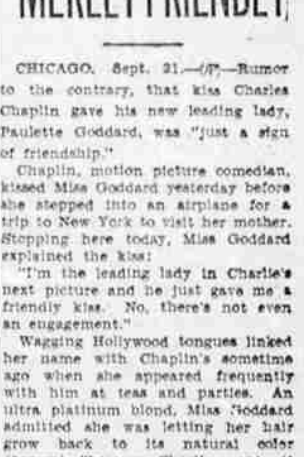 MERELY FRIENDLY,
CHICAGO, Sept. 21.—(AP)—Rumor
to the contrary, that kiss Charles
Chaplin gave his new leading lady,
Paulette Goddard, was "just a sign
of friendship."
Chaplin, motion picture comedian,
kissed Miss Goddard yesterday before
she stepped into an airplane for a
trip to New York to visit her mother.
Stopping here today, Miss Goddard
explained the kiss:
"I'm the leading lady in Charlie's
next picture and he just gave me a
friendly kiss. No, there's not even
an engagement."
Wagging Hollywood tongues linked
her name with Chaplin's sometime
ago when she appeared frequently
with him at teas and parties. An
ultra platinum blond, Miss Goddard
admitted she was letting her hair
grow back to its natural color